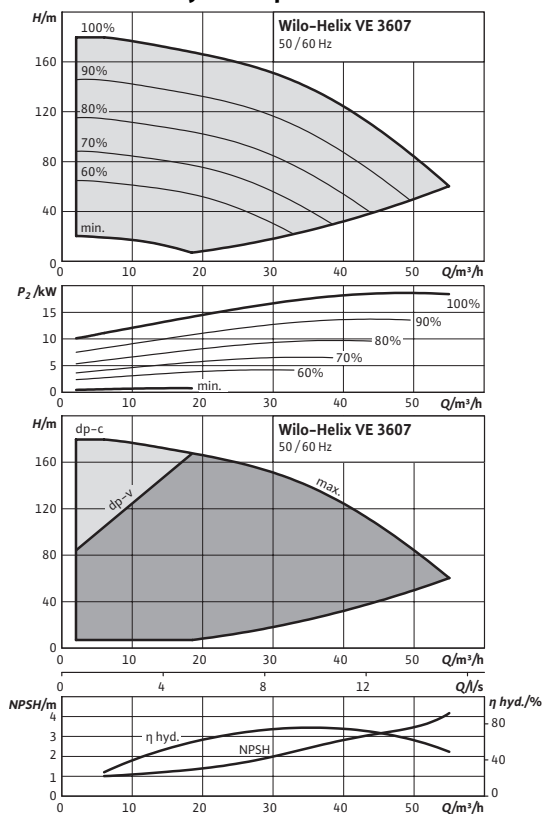 H/m
Wilo-Helix VE 3607
50/60 Hz
100%
90%
80%
70%
60%
min.
160
120
80
40
0
0 10 20 30 40 50 Q/m³/h
P2/kW
15
10
5
0
100%
90%
80%
70%
60%
min.
0 10 20 30 40 50 Q/m³/h
H/m
Wilo-Helix VE 3607
50/60 Hz
dp-c
dp-v
max.
160
120
80
40
0
0 10 20 30 40 50 Q/m³/h
0 4 8 12 Q/l/s
NPSH/m
η hyd./%
4
3
2
1
0
80
40
0
η hyd.
NPSH
0 10 20 30 40 50 Q/m³/h